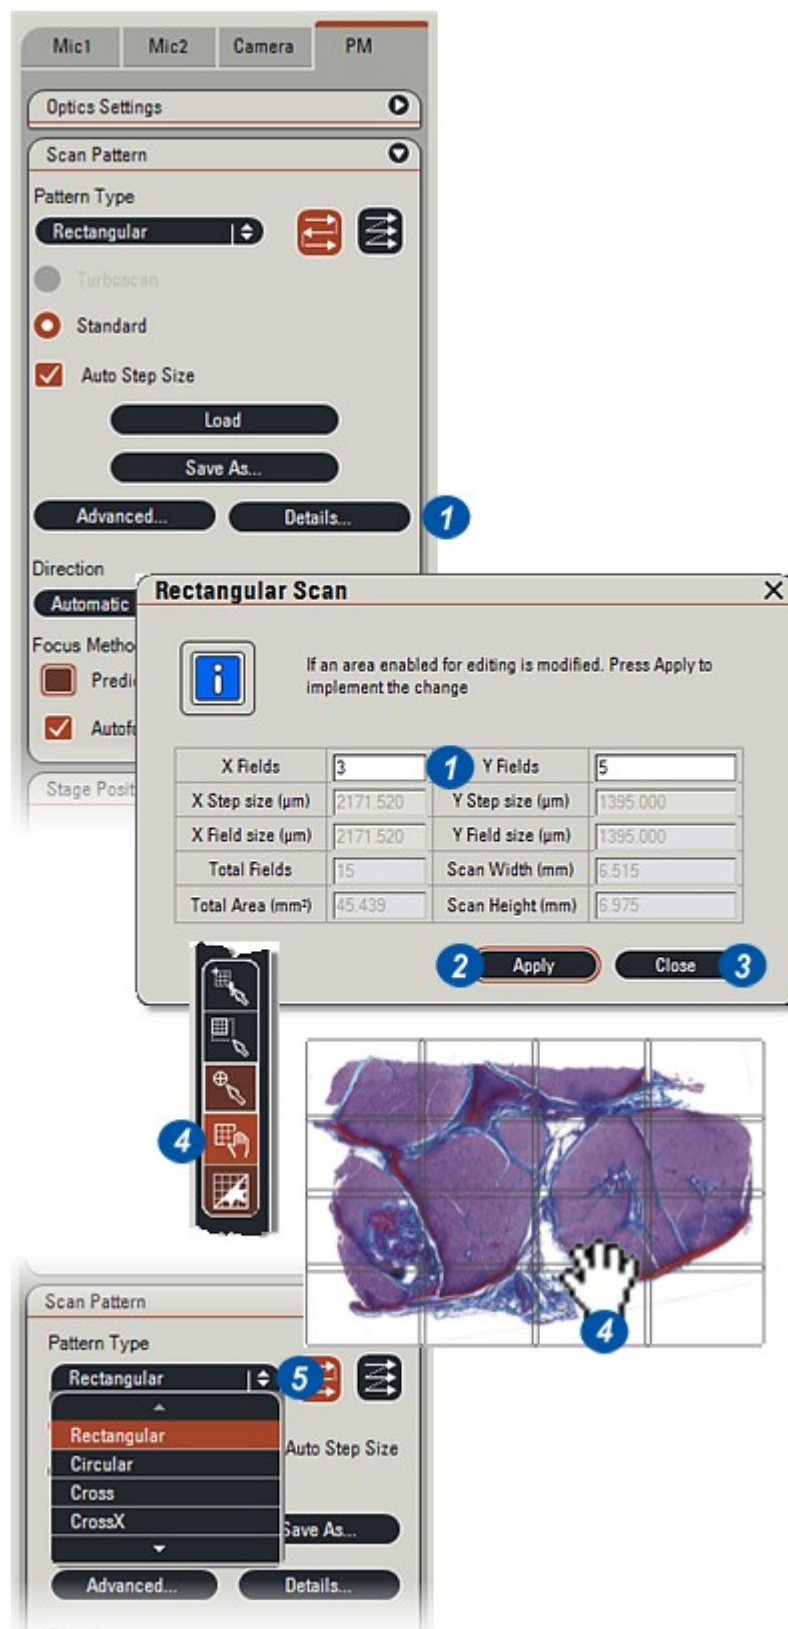 Mic1 Mic2 Camera PM
Optics Settings
Scan Pattern
Pattern Type
Rectangular
Turboscan
Standard
Auto Step Size
Load
Save As...
Advanced... Details... 1
Direction
Automatic
Focus Metho
Predi
Autofo
Stage Posit
Rectangular Scan
i
If an area enabled for editing is modified. Press Apply to
implement the change
X Fields 3 1 Y Fields 5
X Step size (µm) 2171.520 Y Step size (µm) 1395.000
X Field size (µm) 2171.520 Y Field size (µm) 1395.000
Total Fields 15 Scan Width (mm) 6.515
Total Area (mm²) 45.439 Scan Height (mm) 6.975
2 Apply Close 3
4
4
Scan Pattern
Pattern Type
Rectangular 5
Rectangular
Circular
Cross
CrossX
Auto Step Size
Save As...
Advanced... Details...